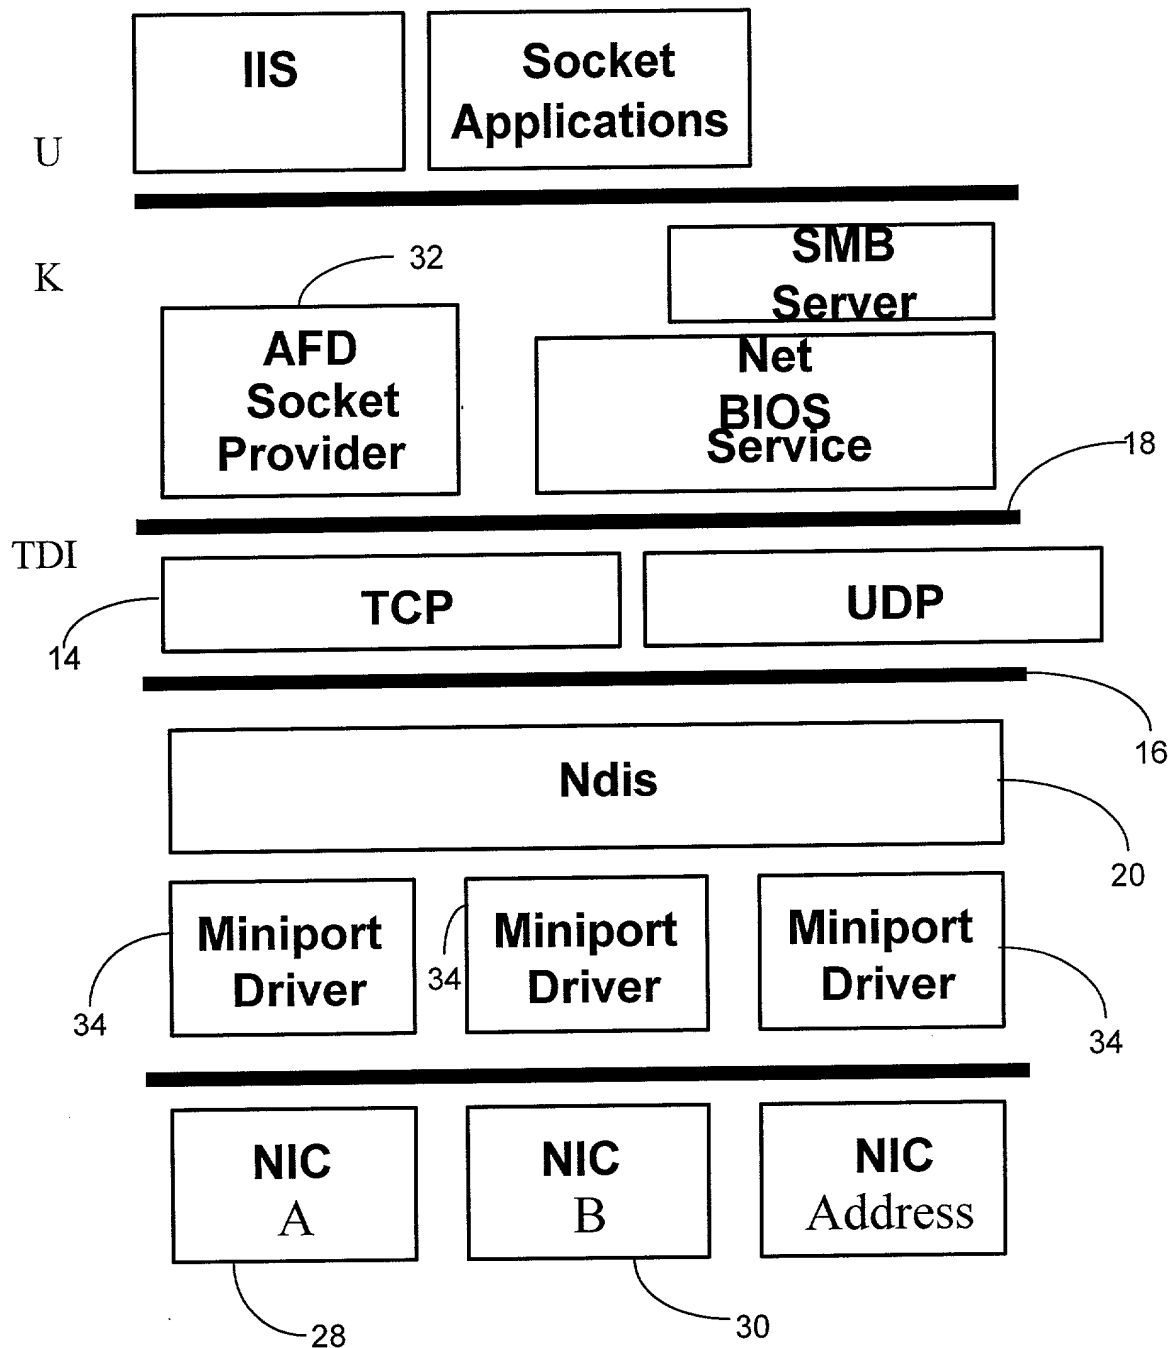 IIS
Socket
Applications
U
K
32
SMB
Server
AFD
Socket
Provider
Net
BIOS
Service
18
TDI
TCP
UDP
14
16
Ndis
20
Miniport
Driver
34
Miniport
Driver
34
Miniport
Driver
34
NIC
A
NIC
B
NIC
Address
28
30